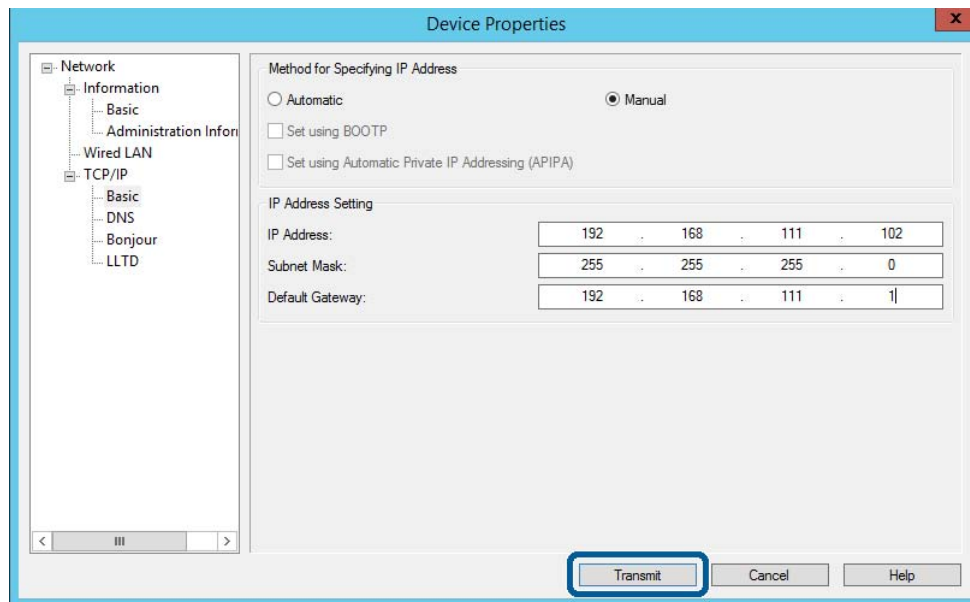 Device Properties
x
Network
Information
Basic
Administration Infor
Wired LAN
TCP/IP
Basic
DNS
Bonjour
LLTD
Method for Specifying IP Address
Automatic
Manual
Set using BOOTP
Set using Automatic Private IP Addressing (APIPA)
IP Address Setting
IP Address: 192 . 168 . 111 . 102
Subnet Mask: 255 . 255 . 255 . 0
Default Gateway: 192 . 168 . 111 . 1
Transmit
Cancel
Help